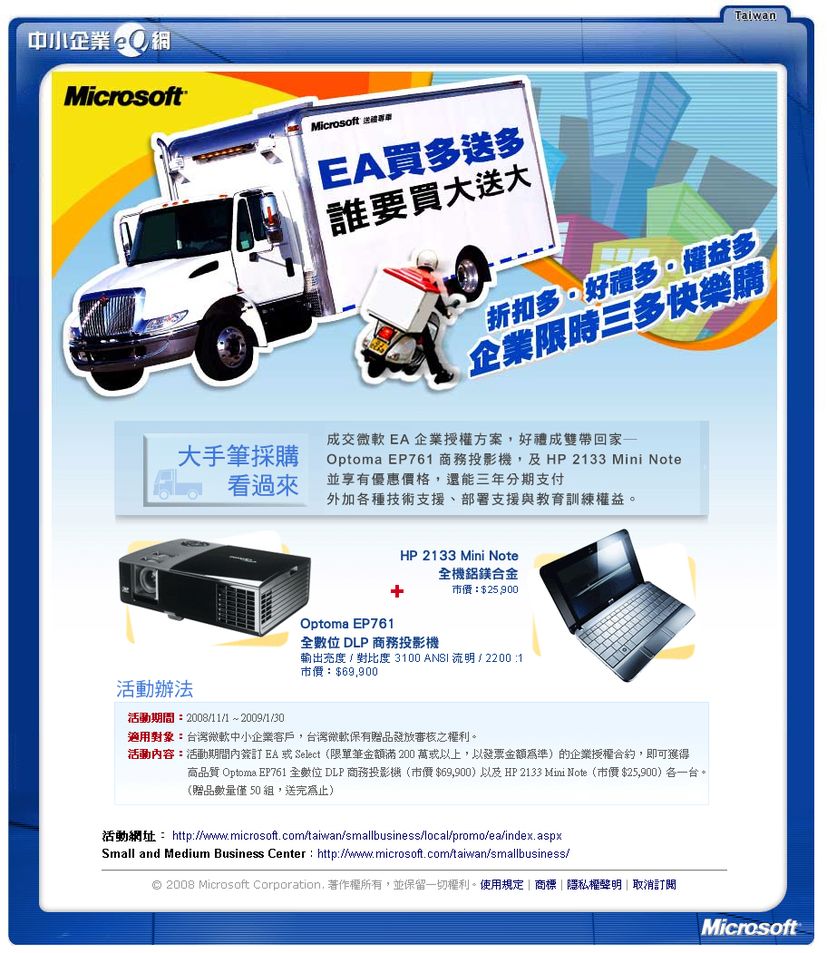 Taiwan
中小企業eQ網
Microsoft
Microsoft 送禮專車
EA買多送多
誰要買大送大
折扣多・好禮多・權益多
企業限時三多快樂購
大手筆採購
看過來
成交微軟 EA 企業授權方案，好禮成雙帶回家─
Optoma EP761 商務投影機，及 HP 2133 Mini Note
並享有優惠價格，還能三年分期支付
外加各種技術支援、部署支援與教育訓練權益。
HP 2133 Mini Note
全機鋁鎂合金
市價：$25,900
+
Optoma EP761
全數位 DLP 商務投影機
輸出亮度 / 對比度 3100 ANSI 流明 / 2200 :1
市價：$69,900
活動辦法
活動期間：2008/11/1 ~ 2009/1/30
適用對象：台灣微軟中小企業客戶，台灣微軟保有贈品發放審核之權利。
活動內容：活動期間內簽訂 EA 或 Select（限單筆金額滿 200 萬或以上，以發票金額為準）的企業授權合約，即可獲得
高品質 Optoma EP761 全數位 DLP 商務投影機（市價 $69,900）以及 HP 2133 Mini Note（市價 $25,900）各一台。
（贈品數量僅 50 組，送完為止）
活動網址： http://www.microsoft.com/taiwan/smallbusiness/local/promo/ea/index.aspx
Small and Medium Business Center：http://www.microsoft.com/taiwan/smallbusiness/
© 2008 Microsoft Corporation. 著作權所有，並保留一切權利。使用規定 | 商標 | 隱私權聲明 | 取消訂閱
Microsoft